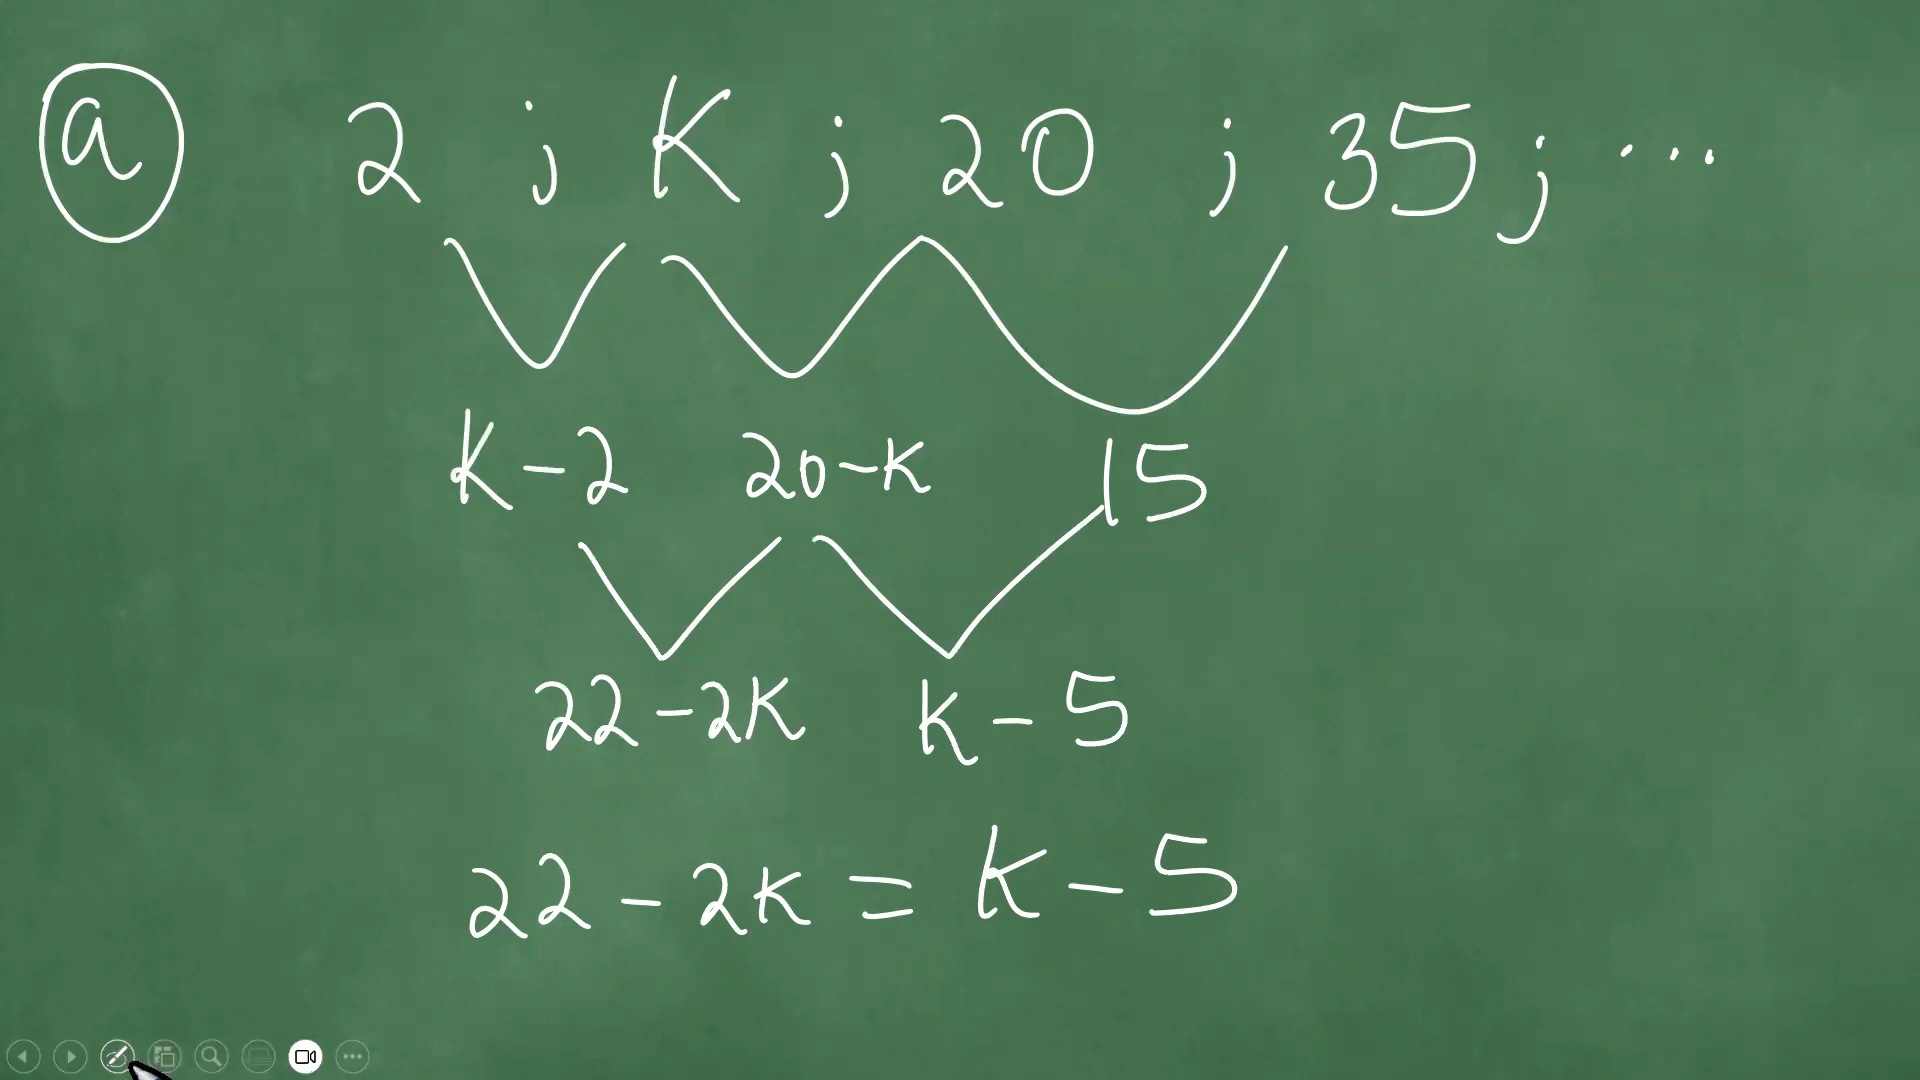 a 2 ; K ; 20 ; 35 ; ...
K - 2 20 - K 15
22 - 2K K - 5
22 - 2K = K - 5